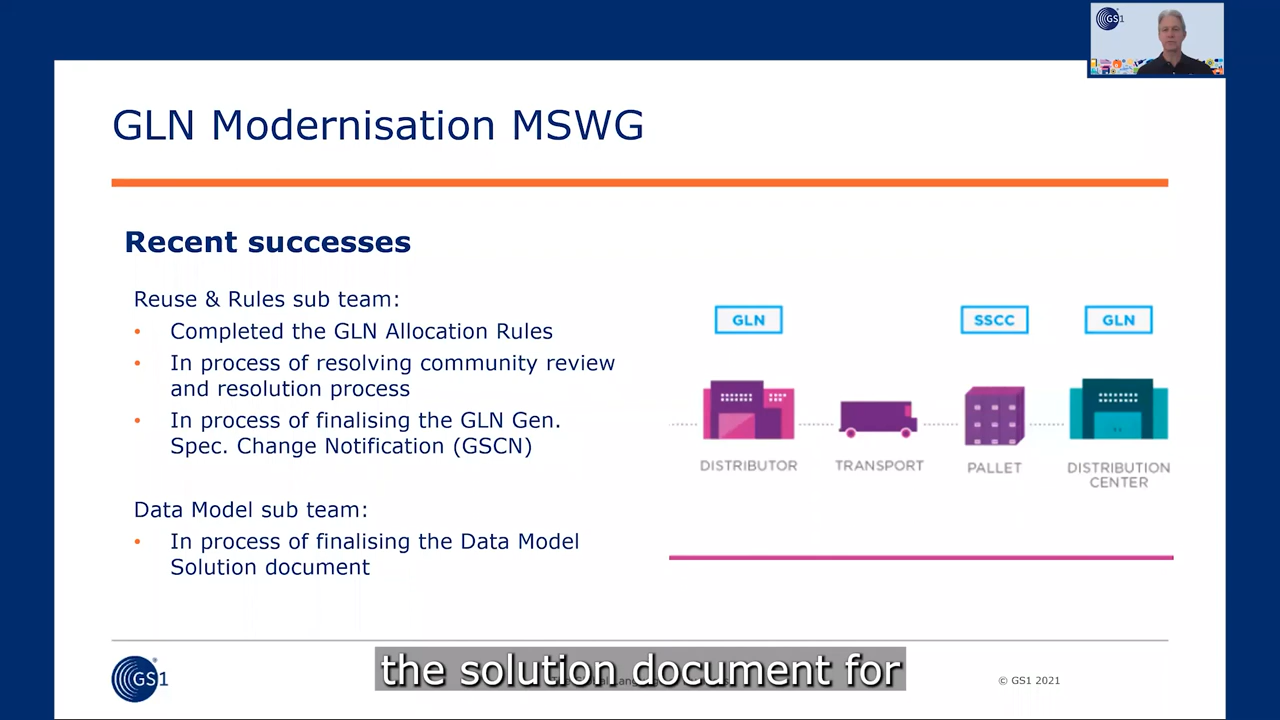 GS1
GLN Modernisation MSWG
Recent successes
Reuse & Rules sub team:
• Completed the GLN Allocation Rules
• In process of resolving community review
and resolution process
• In process of finalising the GLN Gen.
Spec. Change Notification (GSCN)
Data Model sub team:
• In process of finalising the Data Model
Solution document
GLN
SSCC
GLN
DISTRIBUTOR
TRANSPORT
PALLET
DISTRIBUTION
CENTER
GS1
the solution document for
© GS1 2021